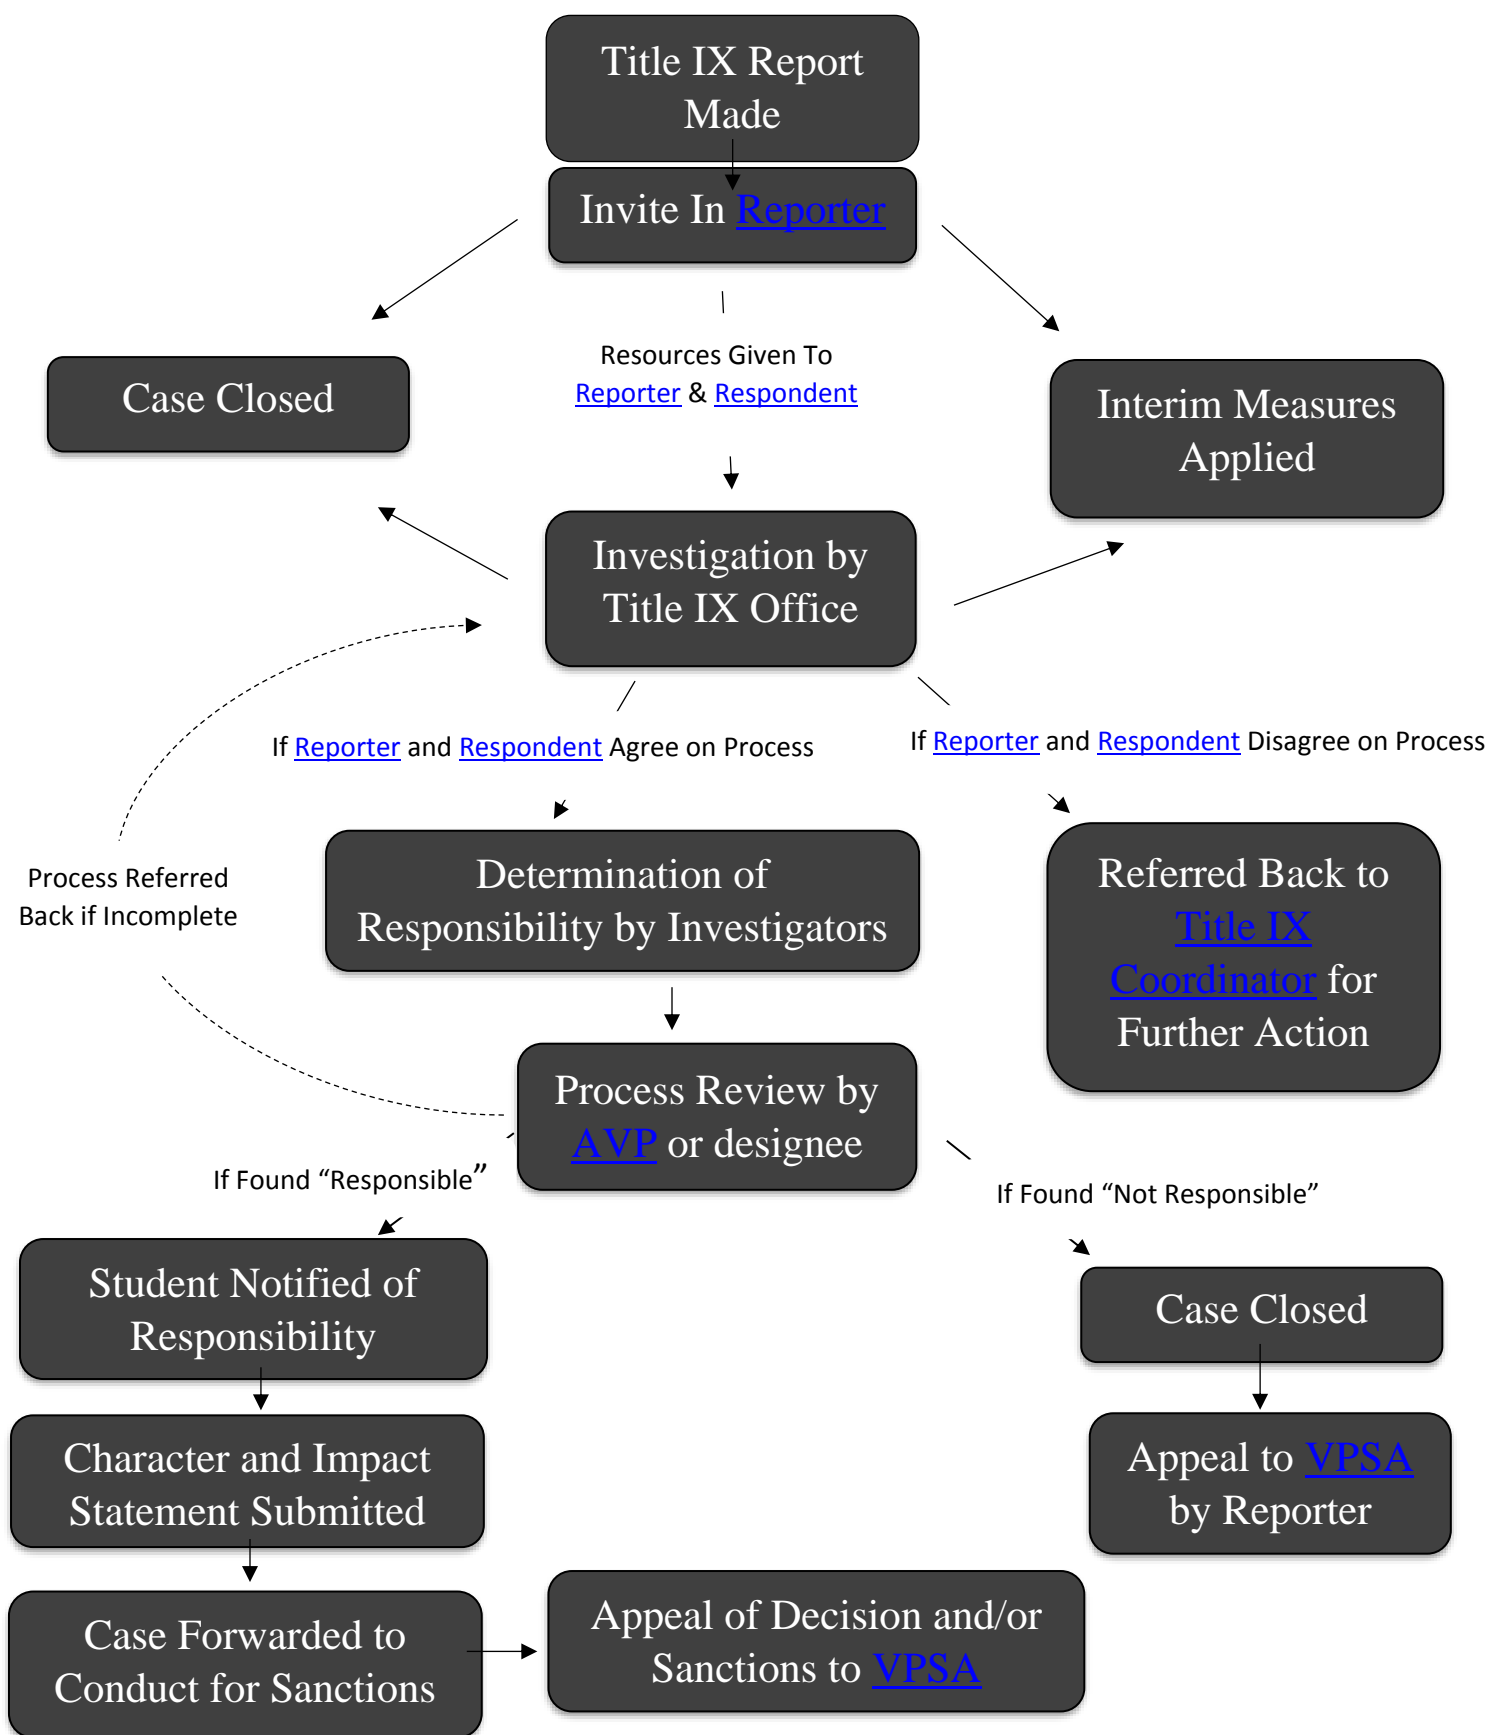 Title IX Report
Made
Invite In Reporter
Resources Given To
Reporter & Respondent
Case Closed
Interim Measures
Applied
Investigation by
Title IX Office
If Reporter and Respondent Agree on Process
If Reporter and Respondent Disagree on Process
Process Referred
Back if Incomplete
Determination of
Responsibility by Investigators
Referred Back to
Title IX
Coordinator for
Further Action
Process Review by
AVP or designee
If Found “Responsible”
If Found “Not Responsible”
Student Notified of
Responsibility
Case Closed
Character and Impact
Statement Submitted
Appeal to VPSA
by Reporter
Case Forwarded to
Conduct for Sanctions
Appeal of Decision and/or
Sanctions to VPSA